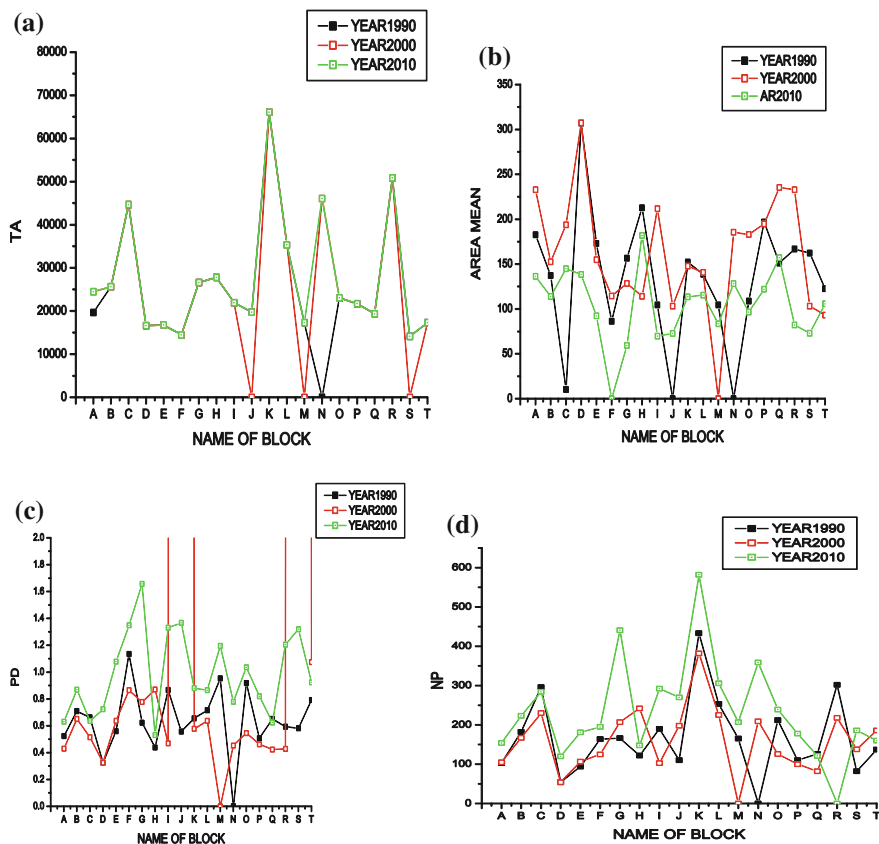 (a)
YEAR1990
YEAR2000
YEAR2010
80000
70000
60000
50000
40000
30000
20000
10000
0
TA
A B C D E F G H I J K L M N O P Q R S T
NAME OF BLOCK
(b)
YEAR1990
YEAR2000
AR2010
350
300
250
200
150
100
50
0
AREA MEAN
A B C D E F G H I J K L M N O P Q R S T
NAME OF BLOCK
(c)
YEAR1990
YEAR2000
YEAR2010
2.0
1.8
1.6
1.4
1.2
1.0
0.8
0.6
0.4
0.2
0.0
PD
A B C D E F G H I J K L M N O P Q R S T
NAME OF BLOCK
(d)
YEAR1990
YEAR2000
YEAR2010
600
500
400
300
200
100
0
NP
A B C D E F G H I J K L M N O P Q R S T
NAME OF BLOCK